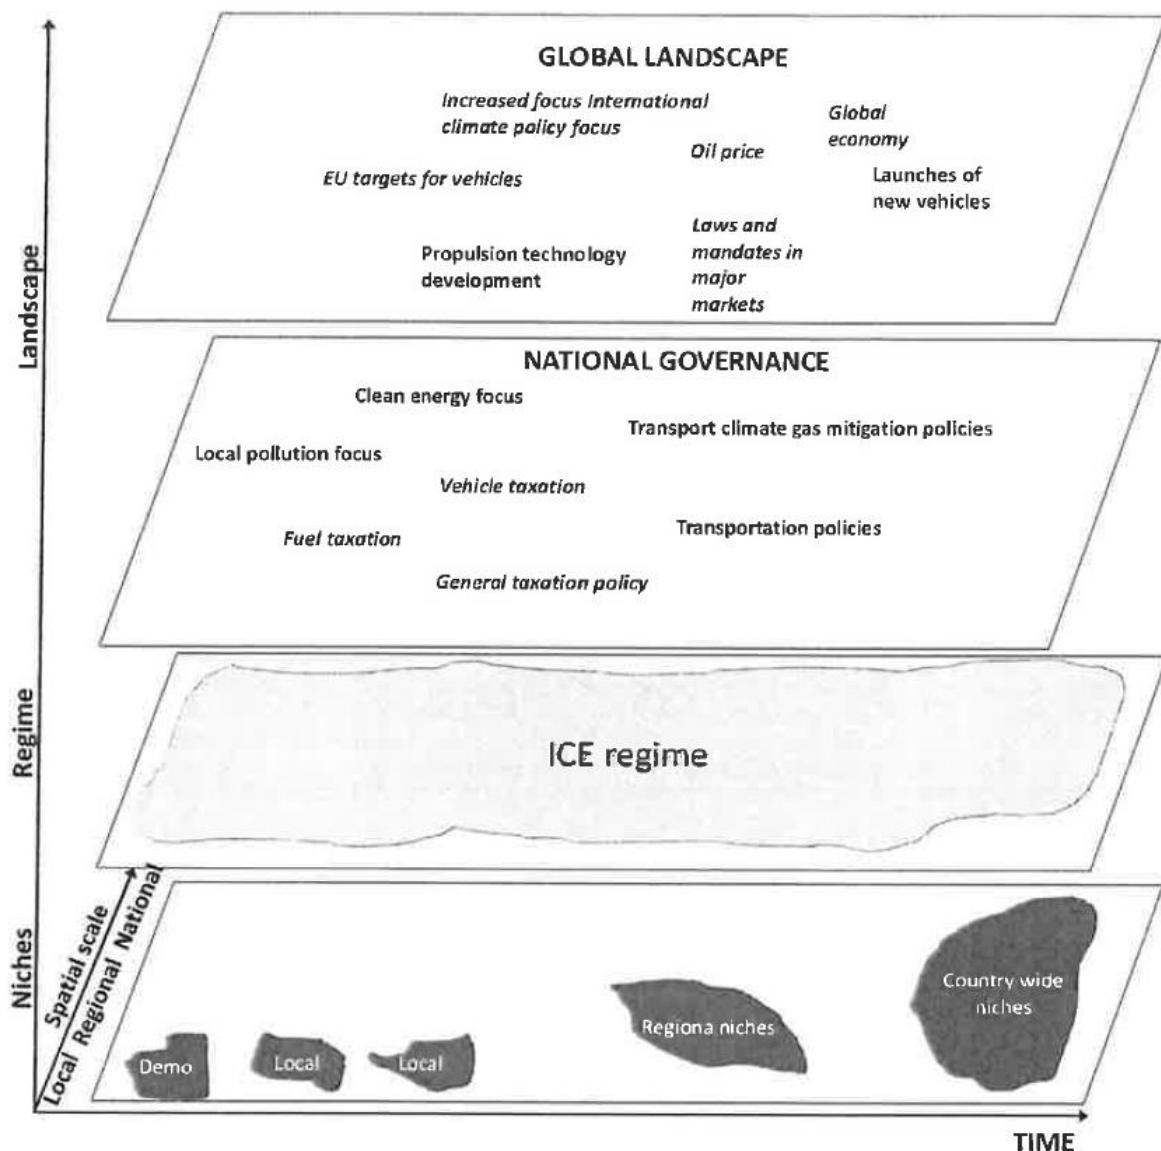 GLOBAL LANDSCAPE
Increased focus International
climate policy focus
Global
economy
Oil price
EU targets for vehicles
Launches of
new vehicles
Laws and
mandates in
major
markets
Propulsion technology
development
Landscape
NATIONAL GOVERNANCE
Clean energy focus
Transport climate gas mitigation policies
Local pollution focus
Vehicle taxation
Transportation policies
Fuel taxation
General taxation policy
Regime
ICE regime
Niches
Spatial scale
Local Regional National
Demo
Local
Local
Regiona niches
Country wide
niches
TIME